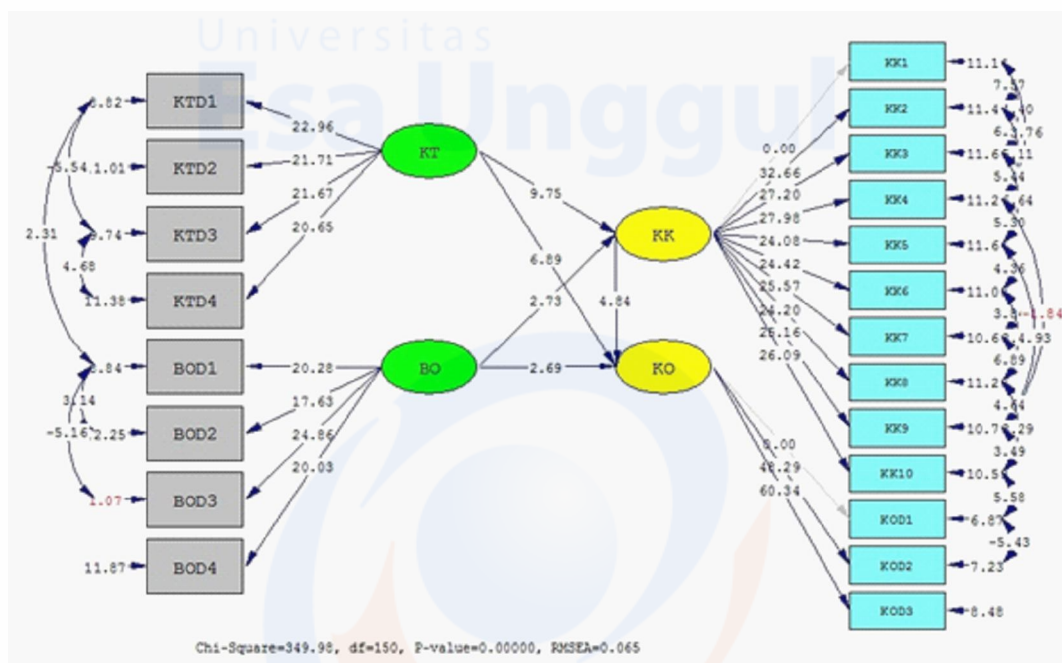 Universitas
Esa Unggul
KTD1
KTD2
KTD3
KTD4
BOD1
BOD2
BOD3
BOD4
-5.54
2.31
4.68
11.38
3.14
2.25
-5.16
1.07
11.87
22.96
21.71
21.67
20.65
20.28
17.63
24.86
20.03
KT
BO
9.75
6.89
2.73
4.84
2.69
KK
KO
0.00
32.66
27.20
27.98
24.08
24.42
25.57
24.20
25.16
26.09
0.00
48.29
60.34
KK1
KK2
KK3
KK4
KK5
KK6
KK7
KK8
KK9
KK10
KOD1
KOD2
KOD3
7.57
5.44
5.30
4.36
-1.84
4.93
6.89
4.64
3.49
5.58
6.87
-5.43
7.23
8.48
Chi-Square=349.98, df=150, P-value=0.00000, RMSEA=0.065